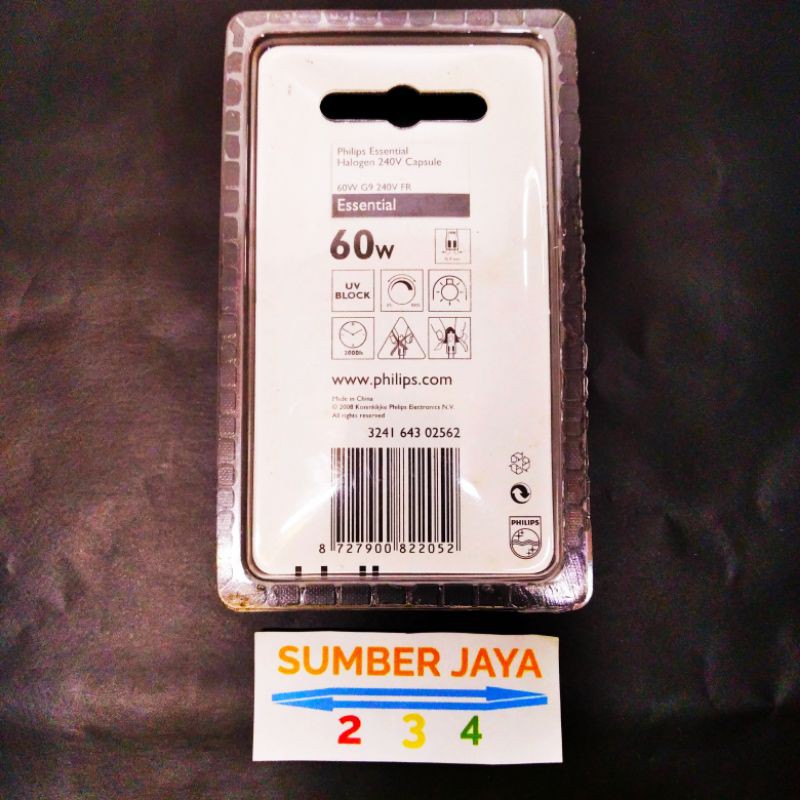 Philips Essential
Halogen 240V Capsule
60W G9 240V FR
Essential
60W
UV
BLOCK
2000h
www.philips.com
Made in China
© 2008 Koninklijke Philips Electronics N.V.
All rights reserved
3241 643 02562
8 727900 822052
PHILIPS
SUMBER JAYA
2 3 4